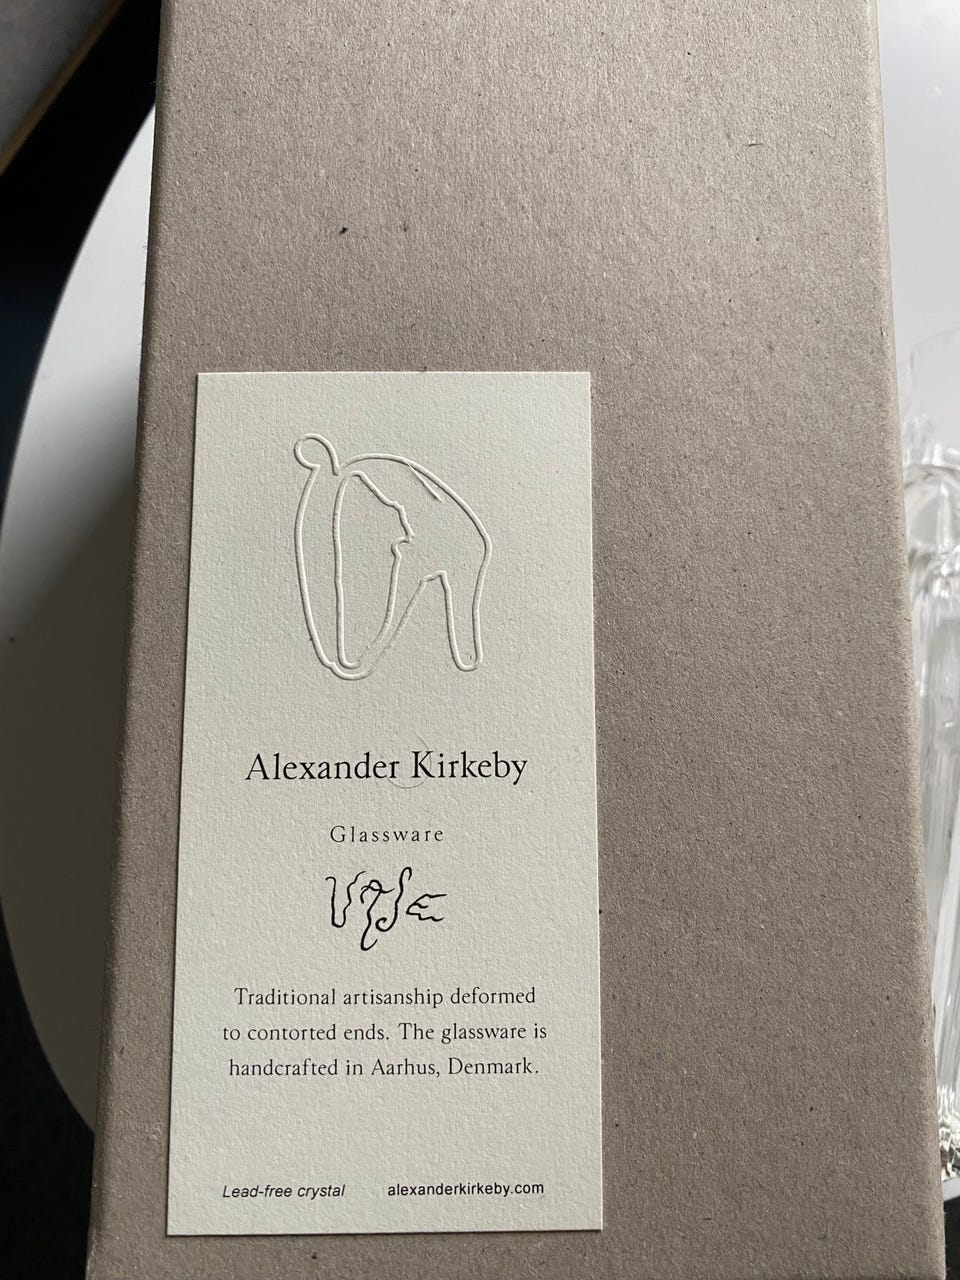 Alexander Kirkeby
Glassware
Traditional artisanship deformed
to contorted ends. The glassware is
handcrafted in Aarhus, Denmark.
Lead-free crystal alexanderkirkeby.com